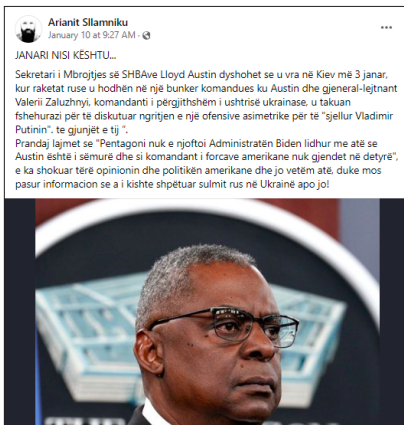 Arianit Sllamniku
January 10 at 9:27 AM ·
JANARI NISI KËSHTU...
Sekretari i Mbrojtjes së SHBAve Lloyd Austin dyshohet se u vra në Kiev më 3 janar,
kur raketat ruse u hodhën në një bunker komandues ku Austin dhe gjeneral-lejtnant
Valerii Zaluzhnyi, komandanti i përgjithshëm i ushtrisë ukrainase, u takuan
fshehurazi për të diskutuar ngritjen e një ofensive asimetrike për të "sjellur Vladimir
Putinin", te gjunjët e tij ".
Prandaj lajmet se "Pentagoni nuk e njoftoi Administratën Biden lidhur me atë se
Austin është i sëmurë dhe si komandant i forcave amerikane nuk gjendet në detyrë",
e ka shokuar tërë opinionin dhe politikën amerikane dhe jo vetëm atë, duke mos
pasur informacion se a i kishte shpëtuar sulmit rus në Ukrainë apo jo!